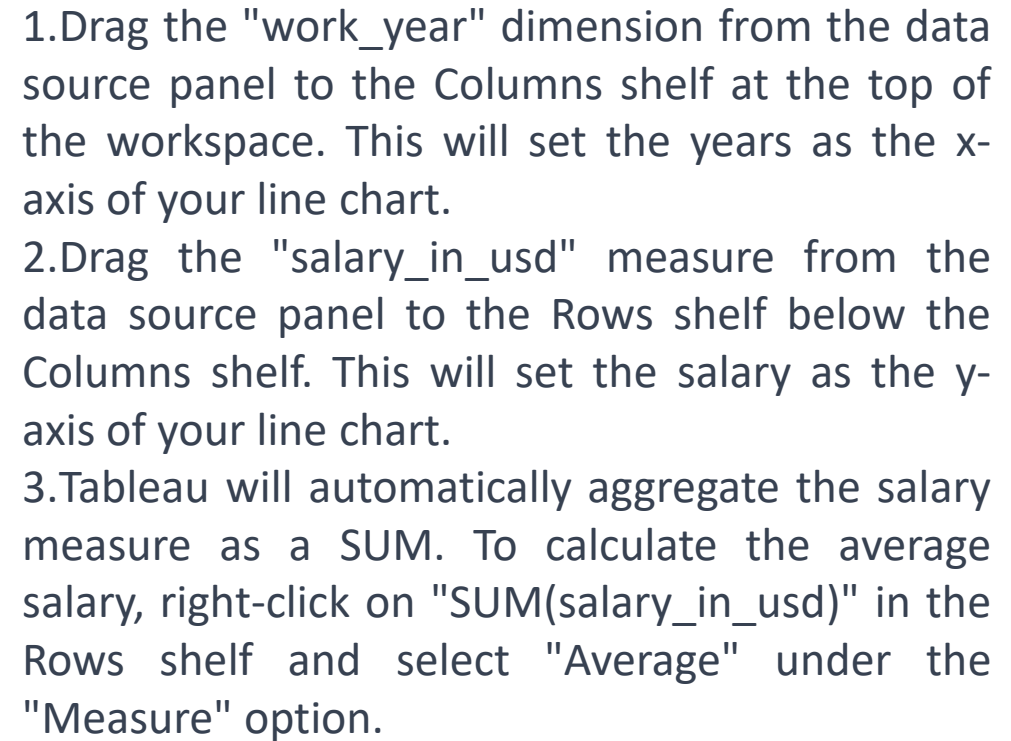 1.Drag the "work_year" dimension from the data
source panel to the Columns shelf at the top of
the workspace. This will set the years as the x-
axis of your line chart.
2.Drag the "salary_in_usd" measure from the
data source panel to the Rows shelf below the
Columns shelf. This will set the salary as the y-
axis of your line chart.
3.Tableau will automatically aggregate the salary
measure as a SUM. To calculate the average
salary, right-click on "SUM(salary_in_usd)" in the
Rows shelf and select "Average" under the
"Measure" option.